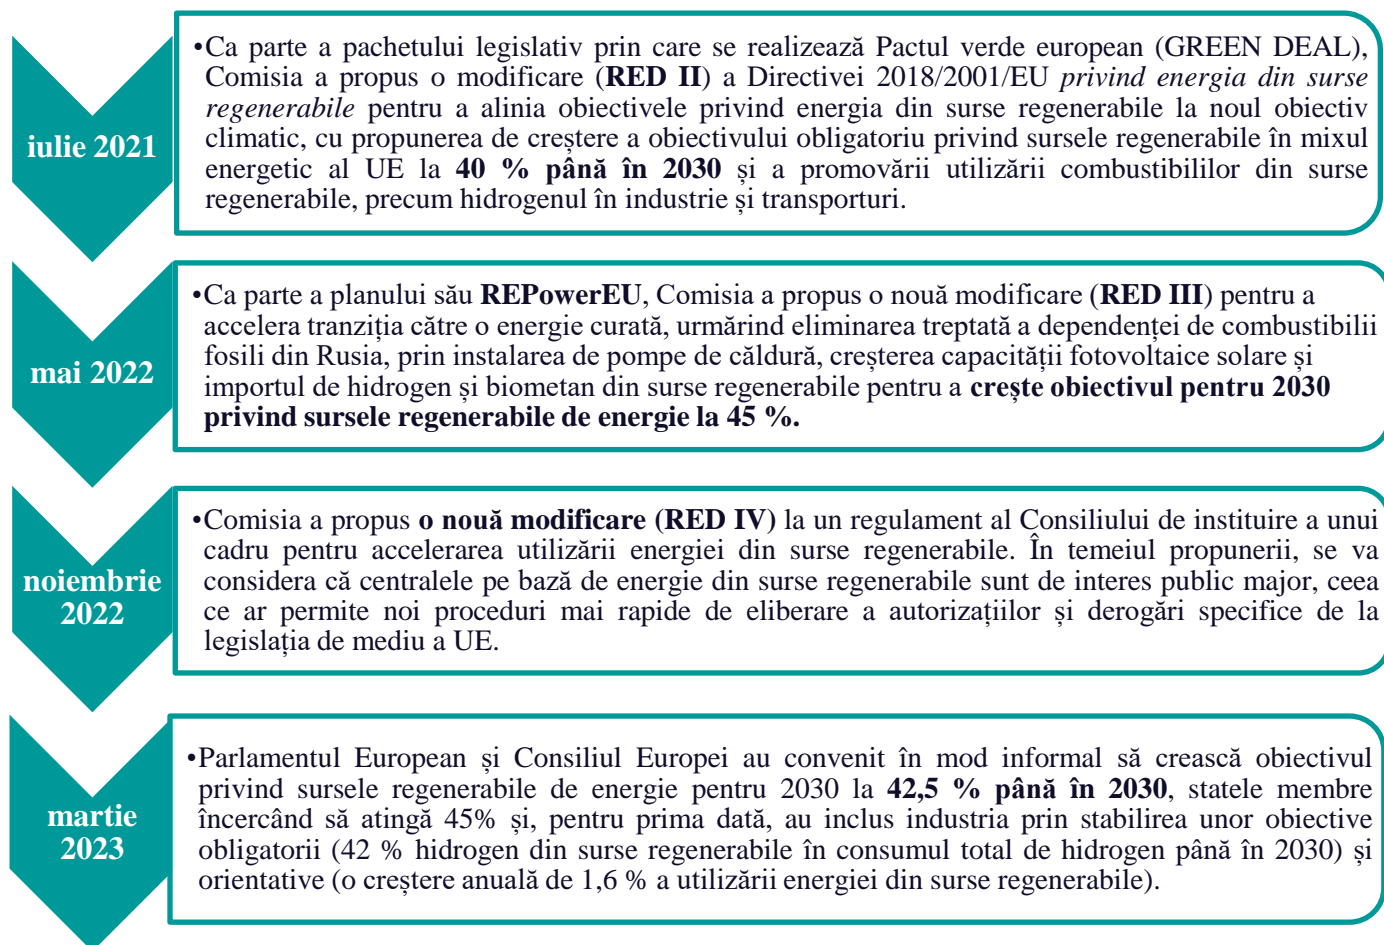 iulie 2021
•Ca parte a pachetului legislativ prin care se realizează Pactul verde european (GREEN DEAL),
Comisia a propus o modificare (RED II) a Directivei 2018/2001/EU privind energia din surse
regenerabile pentru a alinia obiectivele privind energia din surse regenerabile la noul obiectiv
climatic, cu propunerea de creștere a obiectivului obligatoriu privind sursele regenerabile în mixul
energetic al UE la 40 % până în 2030 și a promovării utilizării combustibililor din surse
regenerabile, precum hidrogenul în industrie și transporturi.
mai 2022
•Ca parte a planului său REPowerEU, Comisia a propus o nouă modificare (RED III) pentru a
accelera tranziția către o energie curată, urmărind eliminarea treptată a dependenței de combustibilii
fosili din Rusia, prin instalarea de pompe de căldură, creșterea capacității fotovoltaice solare și
importul de hidrogen și biometan din surse regenerabile pentru a crește obiectivul pentru 2030
privind sursele regenerabile de energie la 45 %.
noiembrie
2022
•Comisia a propus o nouă modificare (RED IV) la un regulament al Consiliului de instituire a unui
cadru pentru accelerarea utilizării energiei din surse regenerabile. În temeiul propunerii, se va
considera că centralele pe bază de energie din surse regenerabile sunt de interes public major, ceea
ce ar permite noi proceduri mai rapide de eliberare a autorizațiilor și derogări specifice de la
legislația de mediu a UE.
martie
2023
•Parlamentul European și Consiliul Europei au convenit în mod informal să crească obiectivul
privind sursele regenerabile de energie pentru 2030 la 42,5 % până în 2030, statele membre
încercând să atingă 45% și, pentru prima dată, au inclus industria prin stabilirea unor obiective
obligatorii (42 % hidrogen din surse regenerabile în consumul total de hidrogen până în 2030) și
orientative (o creștere anuală de 1,6 % a utilizării energiei din surse regenerabile).